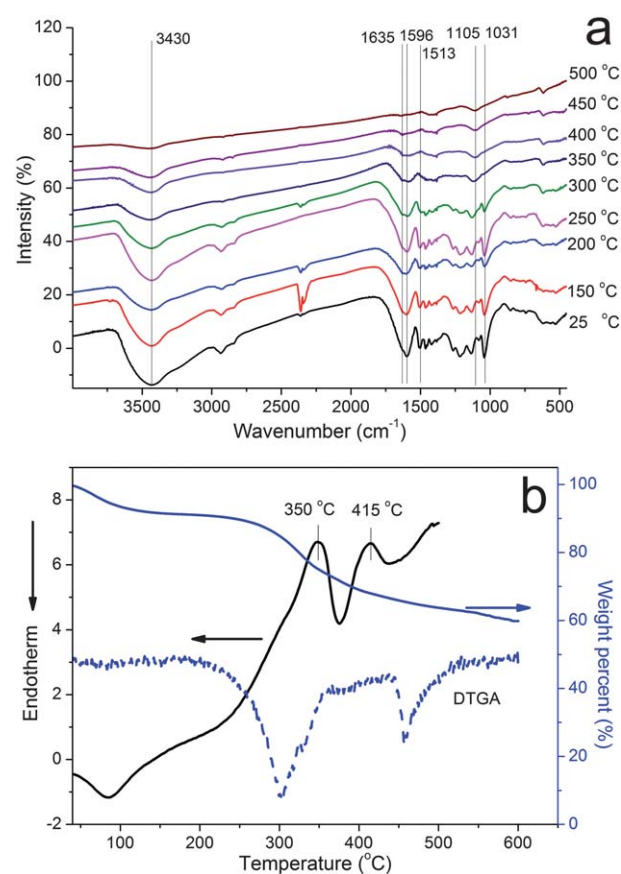 3430
1635 1596 1105 1031
1513
a
120
100
80
60
40
20
0
Intensity (%)
500 °C
450 °C
400 °C
350 °C
300 °C
250 °C
200 °C
150 °C
25 °C
3500 3000 2500 2000 1500 1000 500
Wavenumber (cm⁻¹)
b
350 °C 415 °C
8
6
4
2
0
-2
Endotherm
100
80
60
40
20
0
Weight percent (%)
DTGA
100 200 300 400 500 600
Temperature (°C)